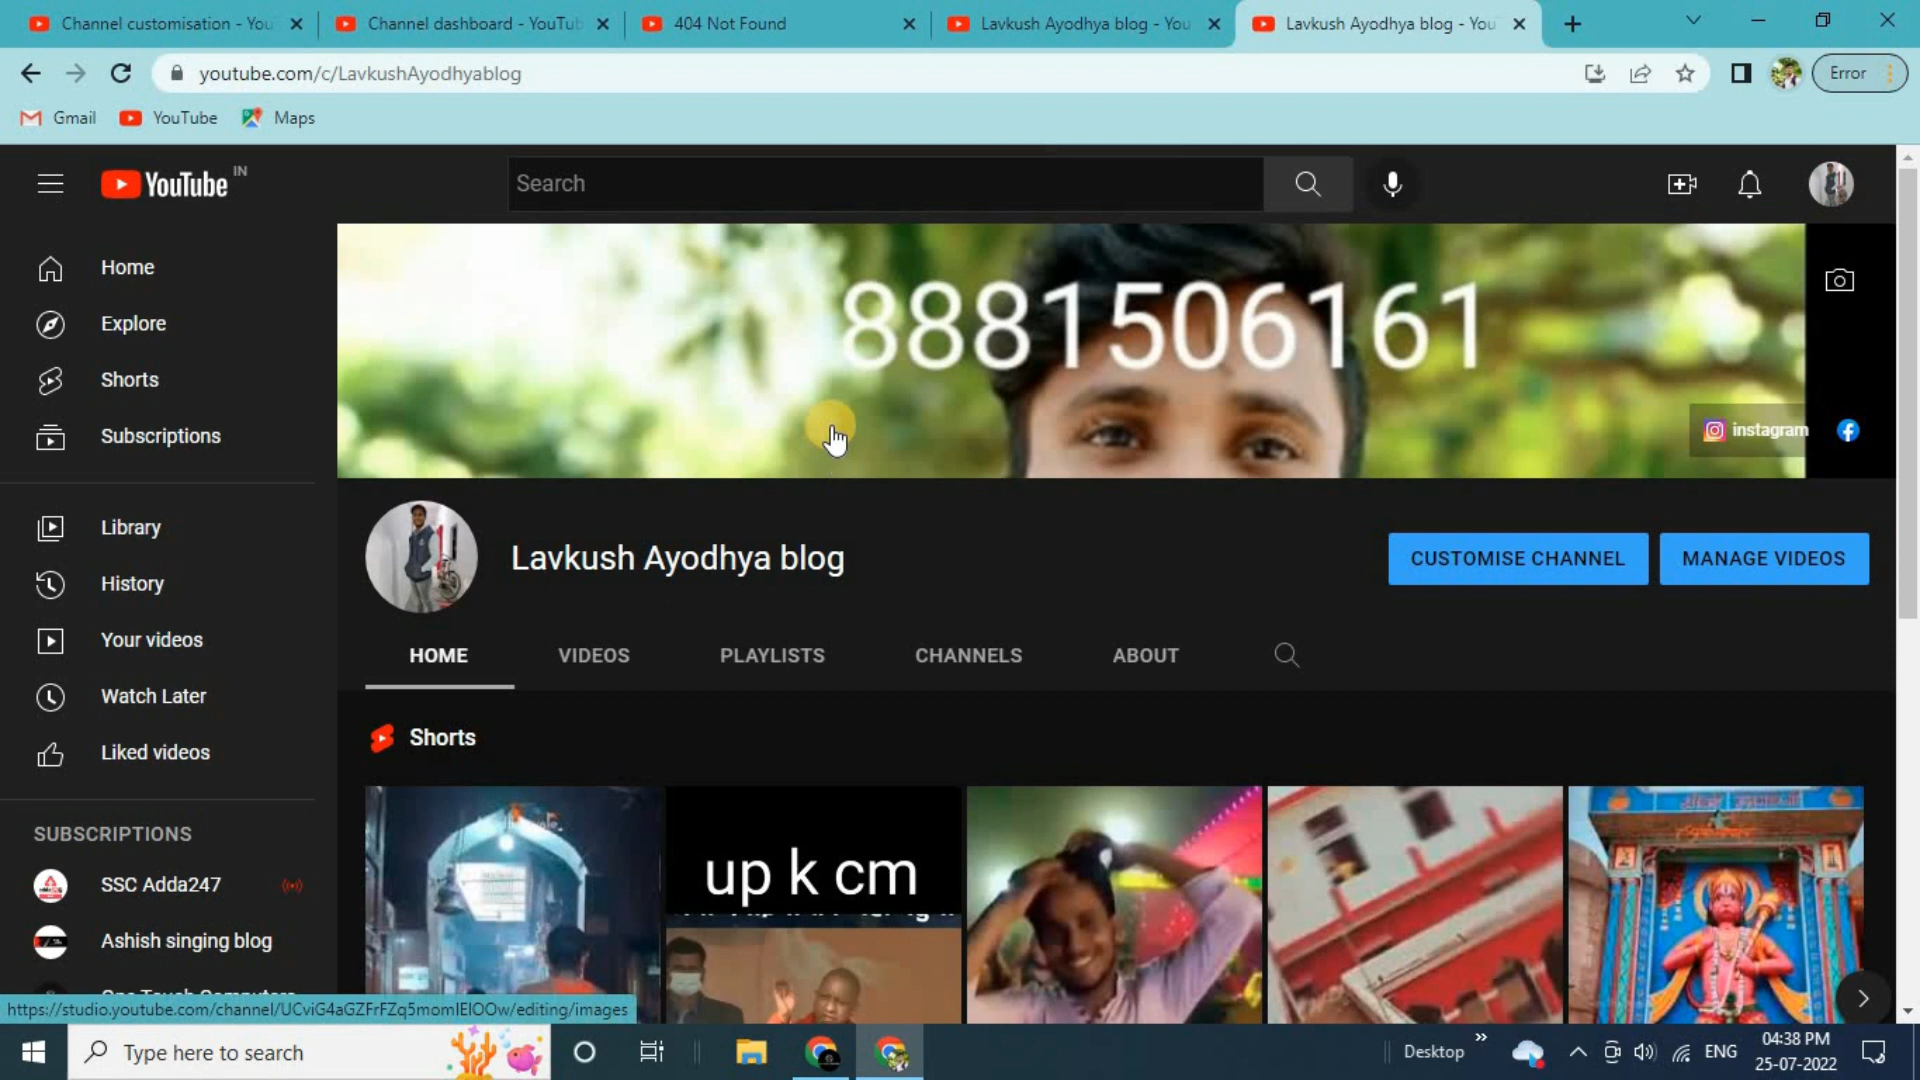 Channel customisation - You
Channel dashboard - YouTub
404 Not Found
Lavkush Ayodhya blog - You
Lavkush Ayodhya blog - You
youtube.com/c/LavkushAyodhyablog
Error
Gmail
YouTube
Maps
YouTube IN
Search
Home
Explore
Shorts
Subscriptions
Library
History
Your videos
Watch Later
Liked videos
SUBSCRIPTIONS
SSC Adda247
Ashish singing blog
8881506161
instagram
Lavkush Ayodhya blog
CUSTOMISE CHANNEL
MANAGE VIDEOS
HOME
VIDEOS
PLAYLISTS
CHANNELS
ABOUT
Shorts
up k cm
https://studio.youtube.com/channel/UCviG4aGZFrFZq5momIEIOOw/editing/images
Type here to search
Desktop
ENG
04:38 PM
25-07-2022